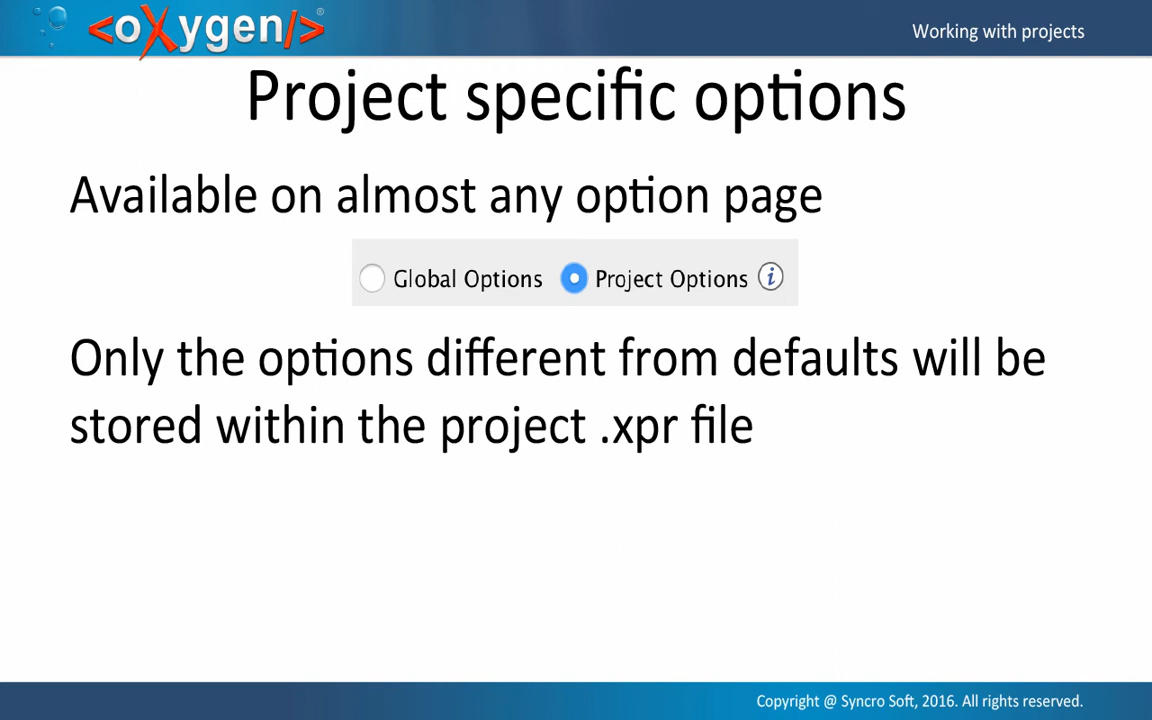 <oXygen/>®
Working with projects
Project specific options
Available on almost any option page
Global Options Project Options i
Only the options different from defaults will be
stored within the project .xpr file
Copyright @ Syncro Soft, 2016. All rights reserved.